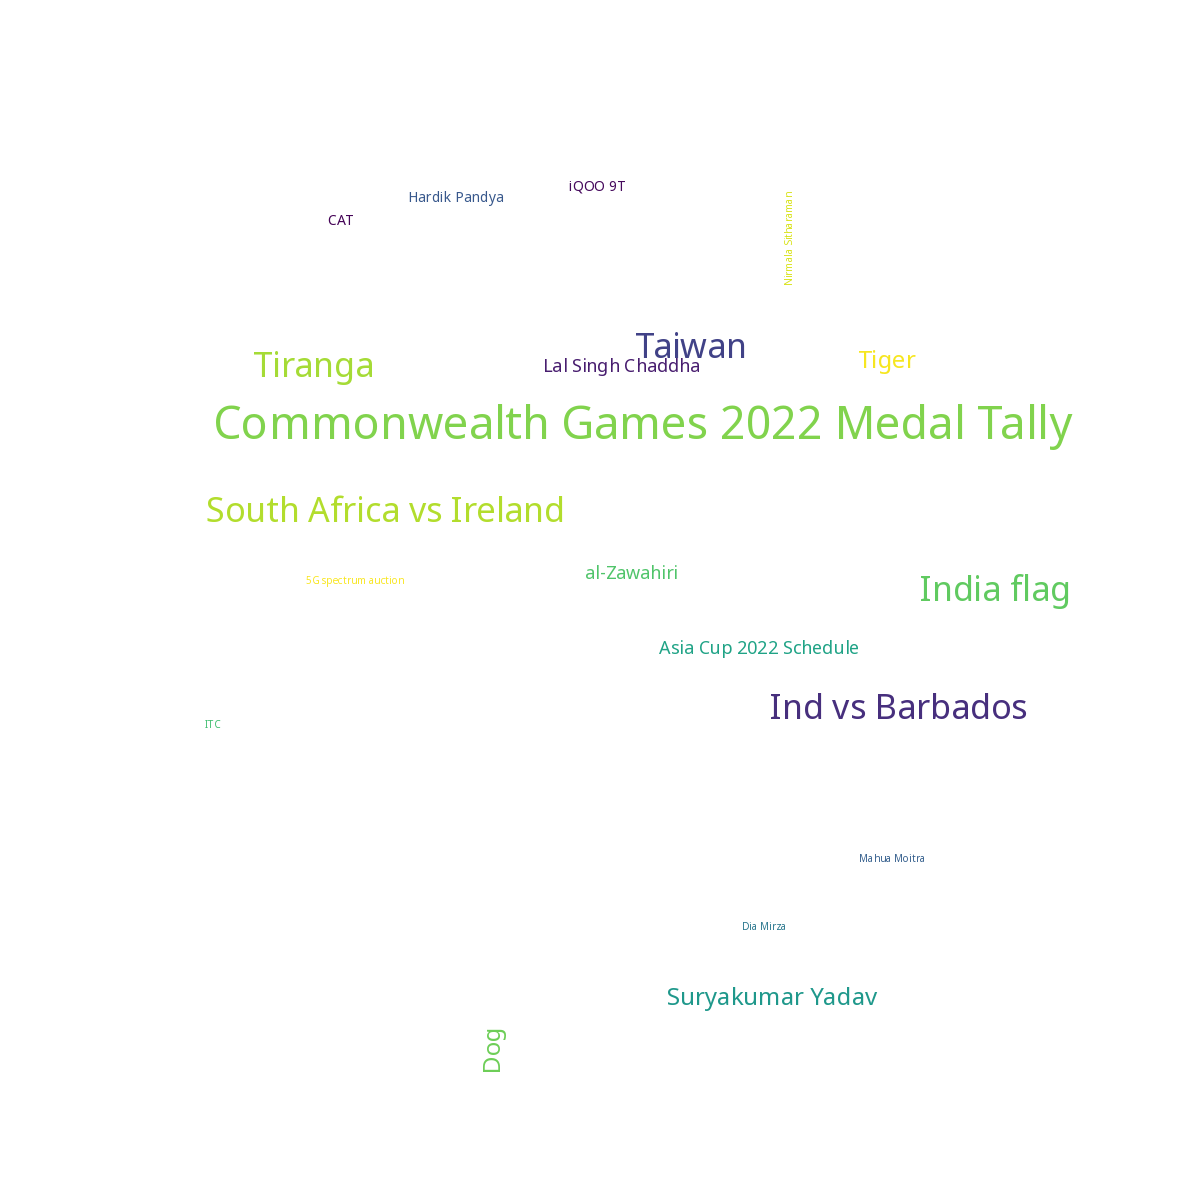 iQOO 9T
Hardik Pandya
CAT
Nirmala Sitharaman
Taiwan
Tiranga
Lal Singh Chaddha
Tiger
Commonwealth Games 2022 Medal Tally
South Africa vs Ireland
al-Zawahiri
5G spectrum auction
India flag
Asia Cup 2022 Schedule
Ind vs Barbados
ITC
Mahua Moitra
Dia Mirza
Suryakumar Yadav
Dog